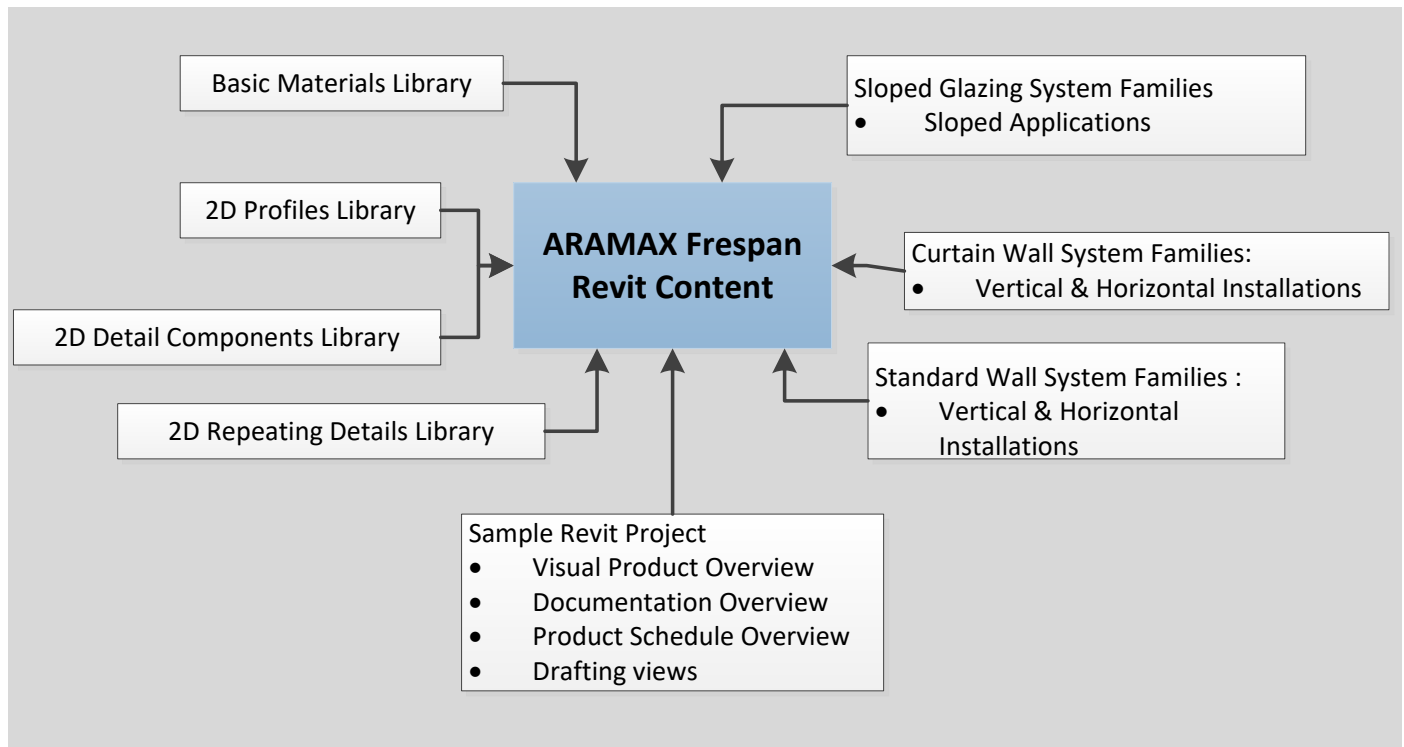 Basic Materials Library
Sloped Glazing System Families
• Sloped Applications
2D Profiles Library
ARAMAX Frespan
Revit Content
Curtain Wall System Families:
• Vertical & Horizontal Installations
2D Detail Components Library
Standard Wall System Families :
• Vertical & Horizontal
Installations
2D Repeating Details Library
Sample Revit Project
• Visual Product Overview
• Documentation Overview
• Product Schedule Overview
• Drafting views